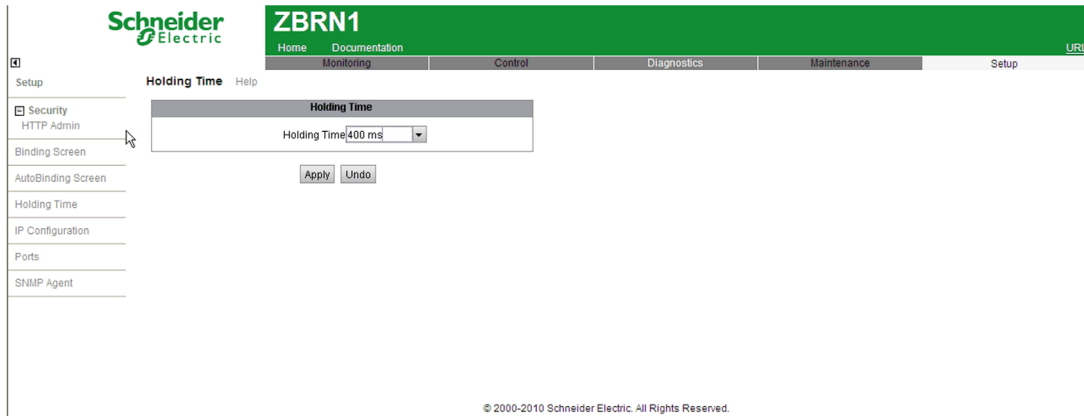 Schneider Electric
ZBRN1
Home Documentation
URL
Monitoring Control Diagnostics Maintenance Setup
Setup
Holding Time Help
Security
HTTP Admin
Binding Screen
AutoBinding Screen
Holding Time
IP Configuration
Ports
SNMP Agent
Holding Time
Holding Time 400 ms
Apply Undo
© 2000-2010 Schneider Electric. All Rights Reserved.